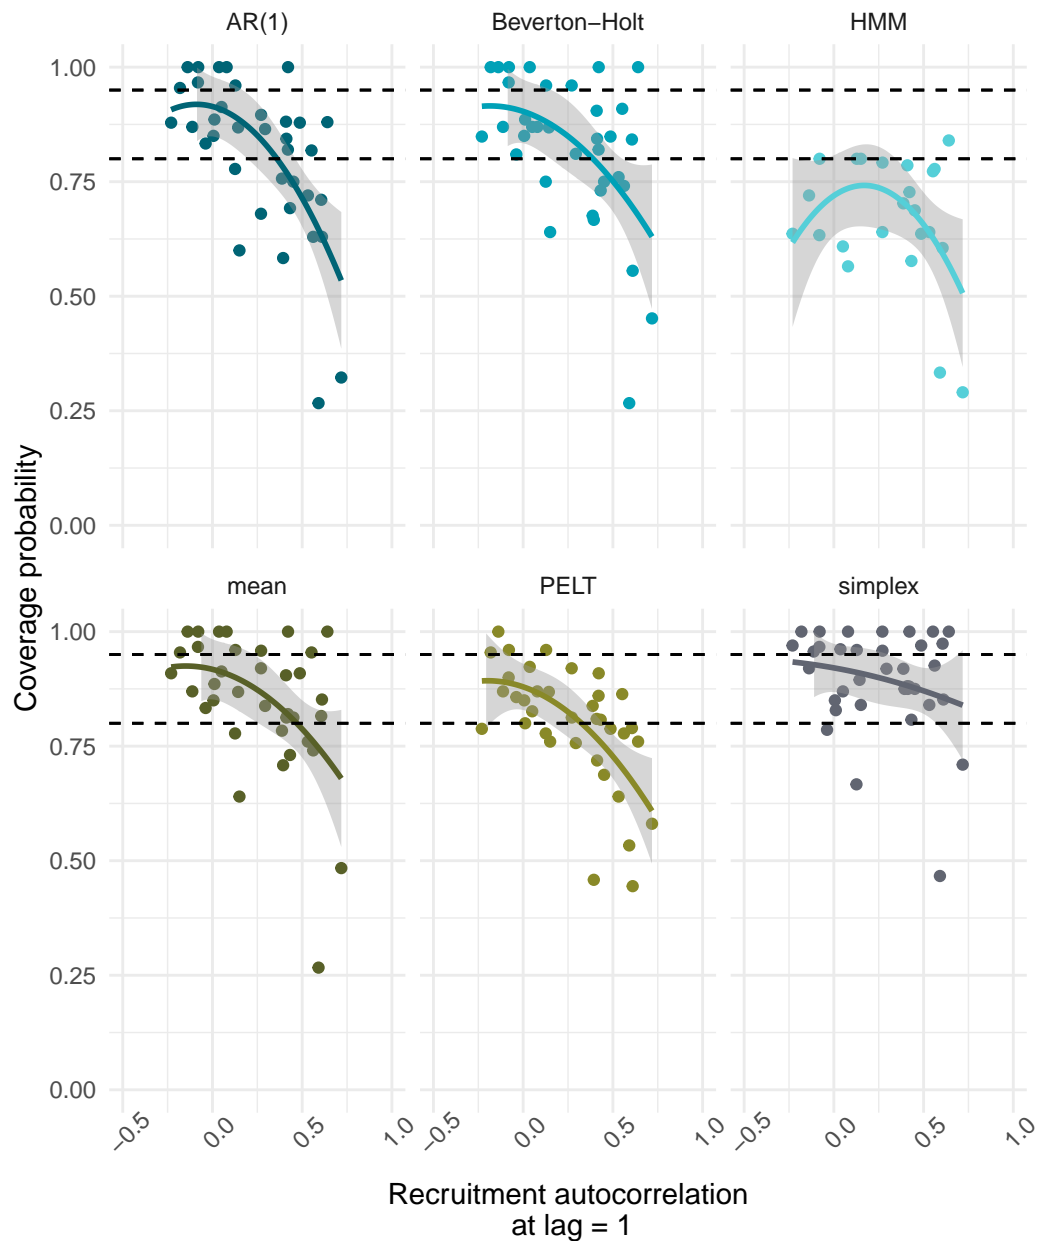 AR(1) Beverton−Holt HMM
1.00
0.75
0.50
0.25
0.00
Coverage probability
mean PELT simplex
1.00
0.75
0.50
0.25
0.00
−0.5 0.0 0.5 1.0 −0.5 0.0 0.5 1.0 −0.5 0.0 0.5 1.0
Recruitment autocorrelation
at lag = 1